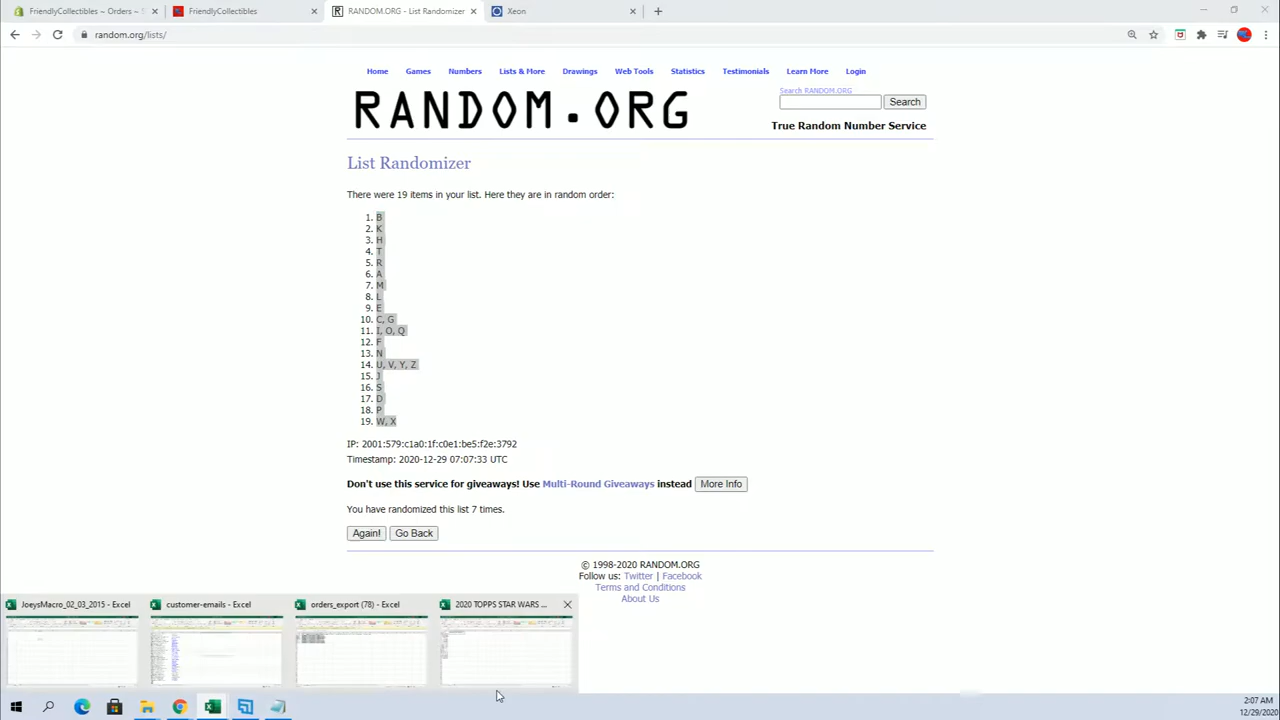 FriendlyCollectibles ~ Orders ~ S
FriendlyCollectibles
RANDOM.ORG - List Randomizer
Xeon
random.org/lists/
Home Games Numbers Lists & More Drawings Web Tools Statistics Testimonials Learn More Login
Search RANDOM.ORG
RANDOM.ORG
Search
True Random Number Service
List Randomizer
There were 19 items in your list. Here they are in random order:
1. B
2. K
3. H
4. T
5. R
6. A
7. M
8. L
9. E
10. C, G
11. I, O, Q
12. F
13. N
14. U, V, Y, Z
15. J
16. S
17. D
18. P
19. W, X
IP: 2001:579:c1a0:1f:c0e1:be5:f2e:3792
Timestamp: 2020-12-29 07:07:33 UTC
Don't use this service for giveaways! Use Multi-Round Giveaways instead More Info
You have randomized this list 7 times.
Again! Go Back
© 1998-2020 RANDOM.ORG
Follow us: Twitter | Facebook
Terms and Conditions
About Us
JoeysMacro_02_03_2015 - Excel
customer-emails - Excel
orders_export (78) - Excel
2020 TOPPS STAR WARS ...
2:07 AM
12/29/2020